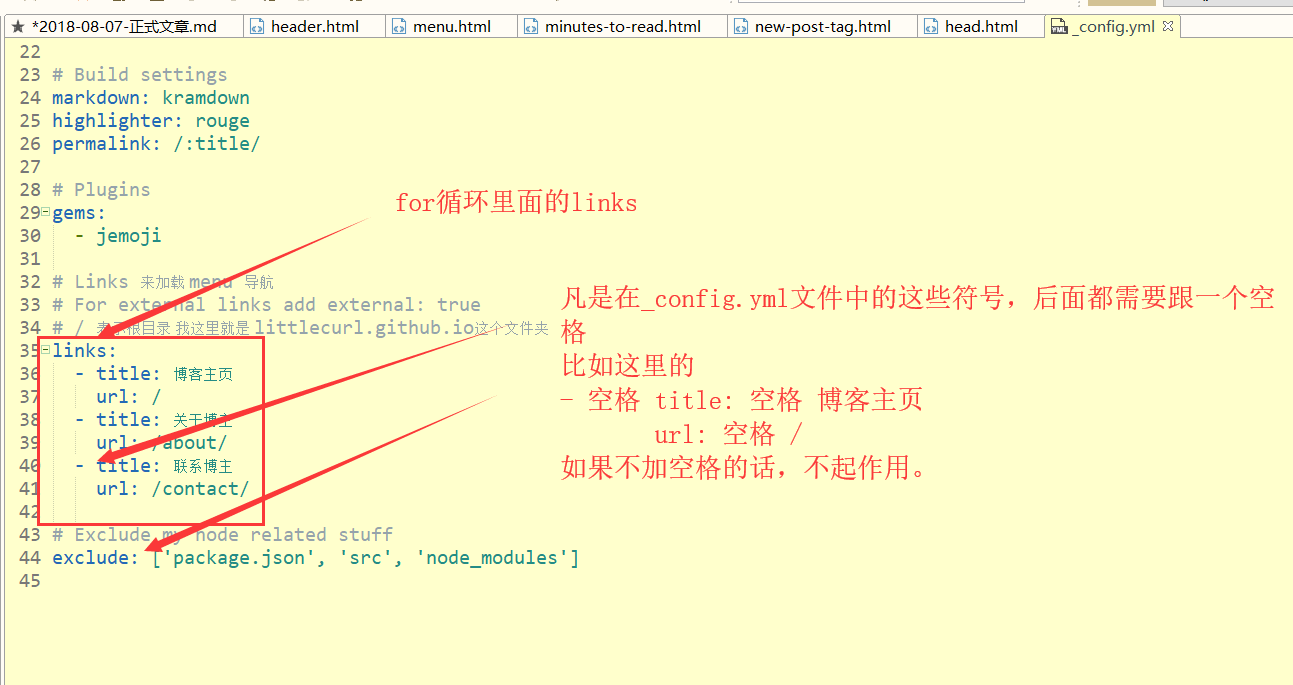 *2018-08-07-正式文章.md header.html menu.html minutes-to-read.html new-post-tag.html head.html _config.yml
22
23 # Build settings
24 markdown: kramdown
25 highlighter: rouge
26 permalink: /:title/
27
28 # Plugins
29 gems:
30 - jemoji
31
32 # Links 来加载 menu 导航
33 # For external links add external: true
34 # / 表示根目录 我这里就是 littlecurl.github.io这个文件夹
35 links:
36 - title: 博客主页
37 url: /
38 - title: 关于博主
39 url: /about/
40 - title: 联系博主
41 url: /contact/
42
43 # Exclude my node related stuff
44 exclude: ['package.json', 'src', 'node_modules']
45
for循环里面的links
凡是在_config.yml文件中的这些符号，后面都需要跟一个空
格
比如这里的
- 空格 title: 空格 博客主页
url: 空格 /
如果不加空格的话，不起作用。